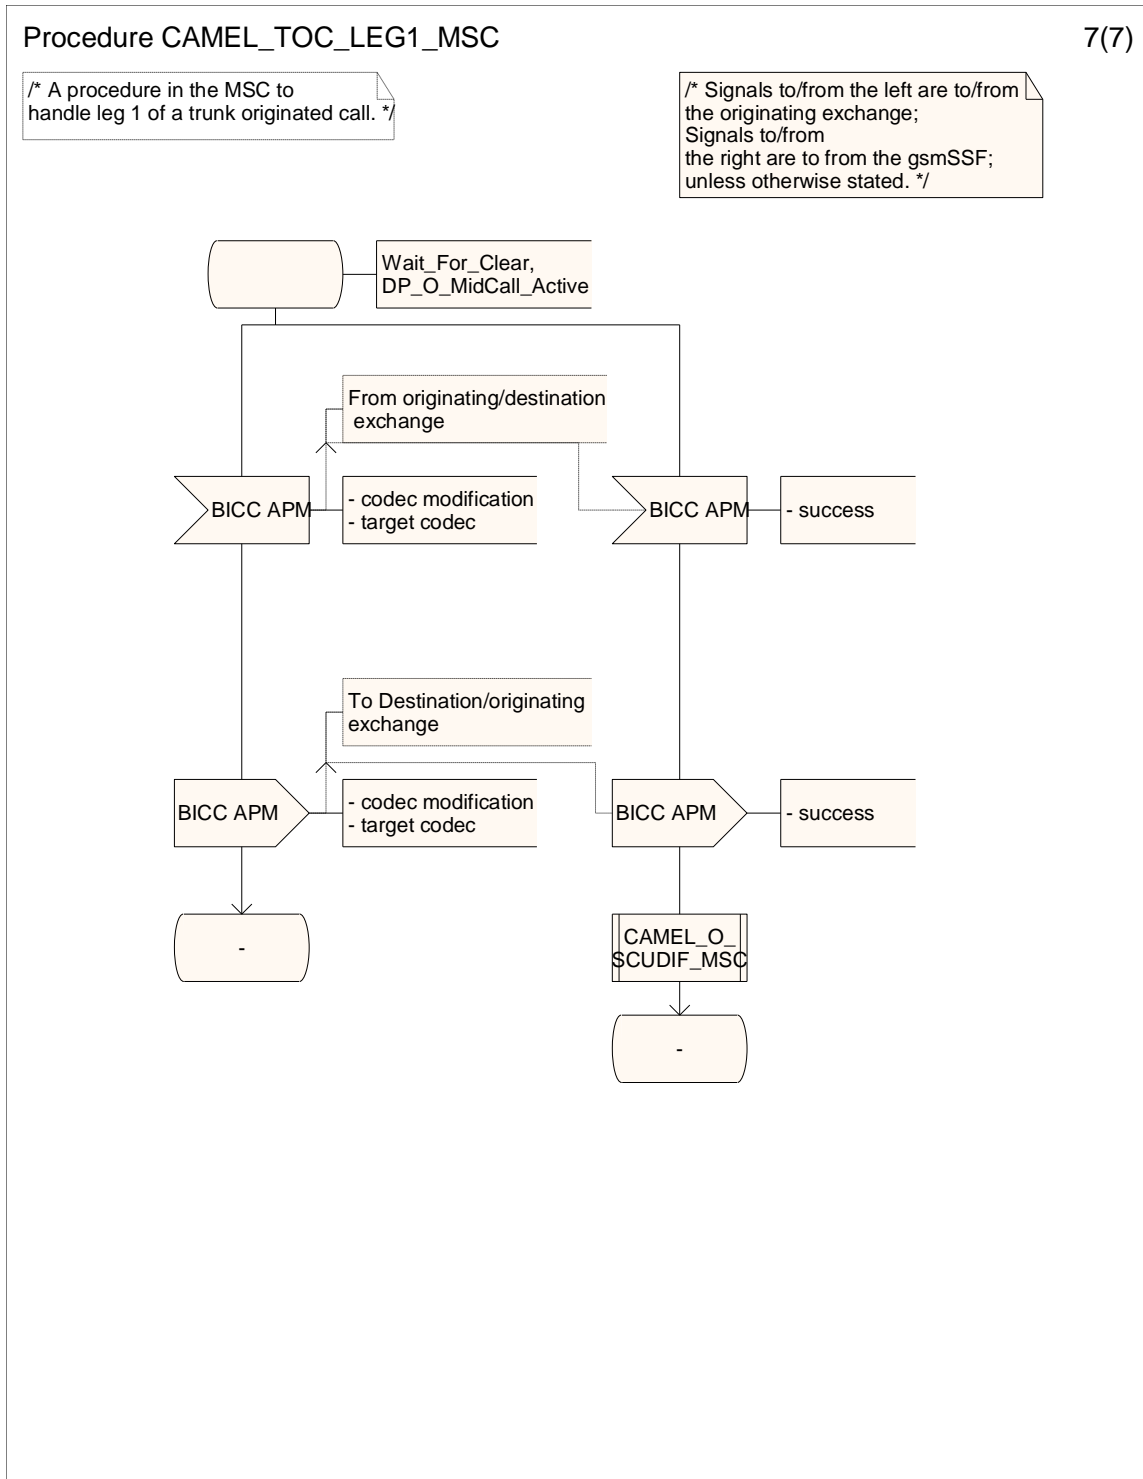 Procedure CAMEL_TOC_LEG1_MSC
7(7)
/* A procedure in the MSC to
handle leg 1 of a trunk originated call. */
/* Signals to/from the left are to/from
the originating exchange;
Signals to/from
the right are to from the gsmSSF;
unless otherwise stated. */
Wait_For_Clear,
DP_O_MidCall_Active
From originating/destination
exchange
BICC APM
- codec modification
- target codec
BICC APM
- success
To Destination/originating
exchange
BICC APM
- codec modification
- target codec
BICC APM
- success
-
CAMEL_O_
SCUDIF_MSC
-